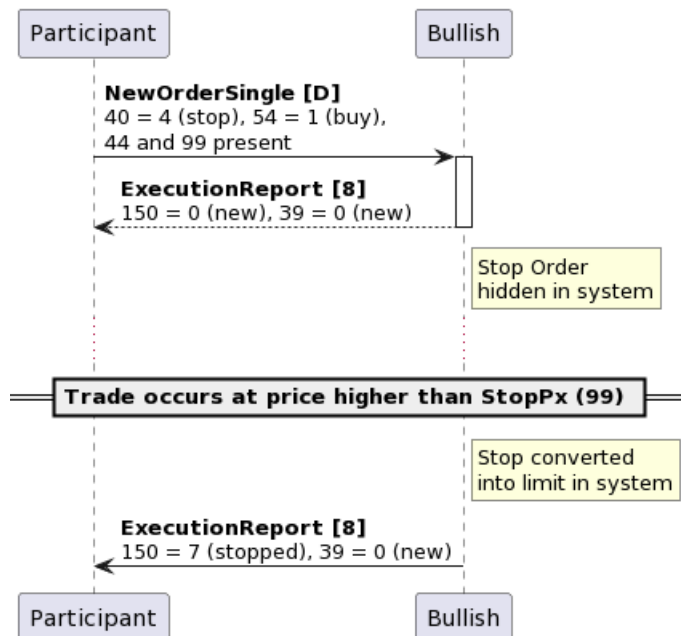 Participant
Bullish
NewOrderSingle [D]
40 = 4 (stop), 54 = 1 (buy),
44 and 99 present
ExecutionReport [8]
150 = 0 (new), 39 = 0 (new)
Stop Order
hidden in system
Trade occurs at price higher than StopPx (99)
Stop converted
into limit in system
ExecutionReport [8]
150 = 7 (stopped), 39 = 0 (new)
Participant
Bullish